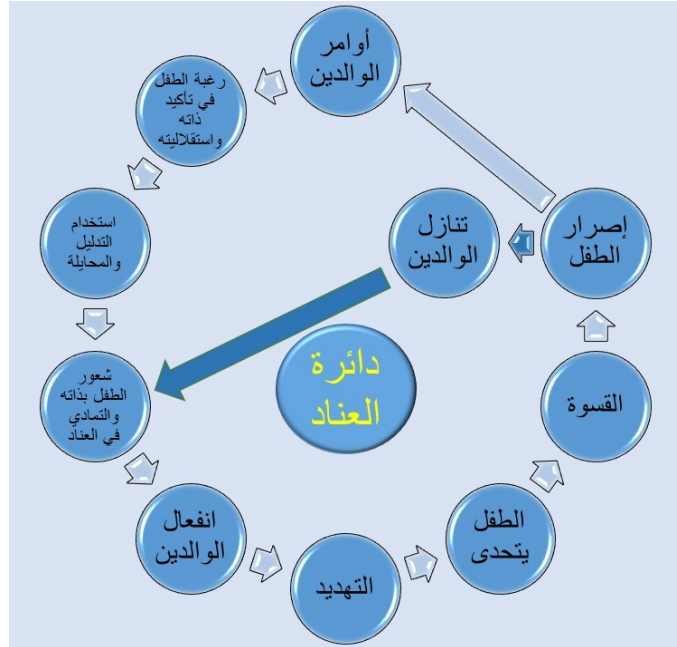 أوامر
الوالدين
رغبة الطفل
في تأكيد
ذاته
واستقلاليته
استخدام
التدليل
والمحايلة
شعور
الطفل بذاته
والتمادي
في العناد
انفعال
الوالدين
التهديد
الطفل
يتحدى
القسوة
إصرار
الطفل
تنازل
الوالدين
دائرة
العناد